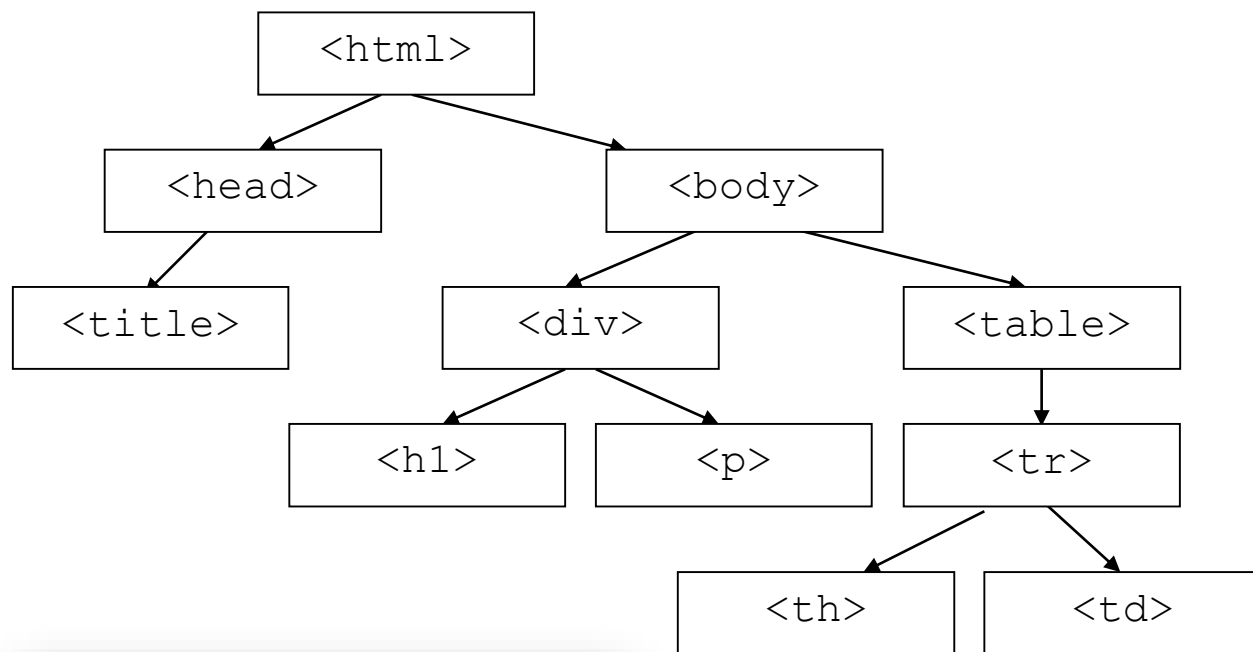 <html>
<head>
<body>
<title>
<div>
<table>
<h1>
<p>
<tr>
<th>
<td>